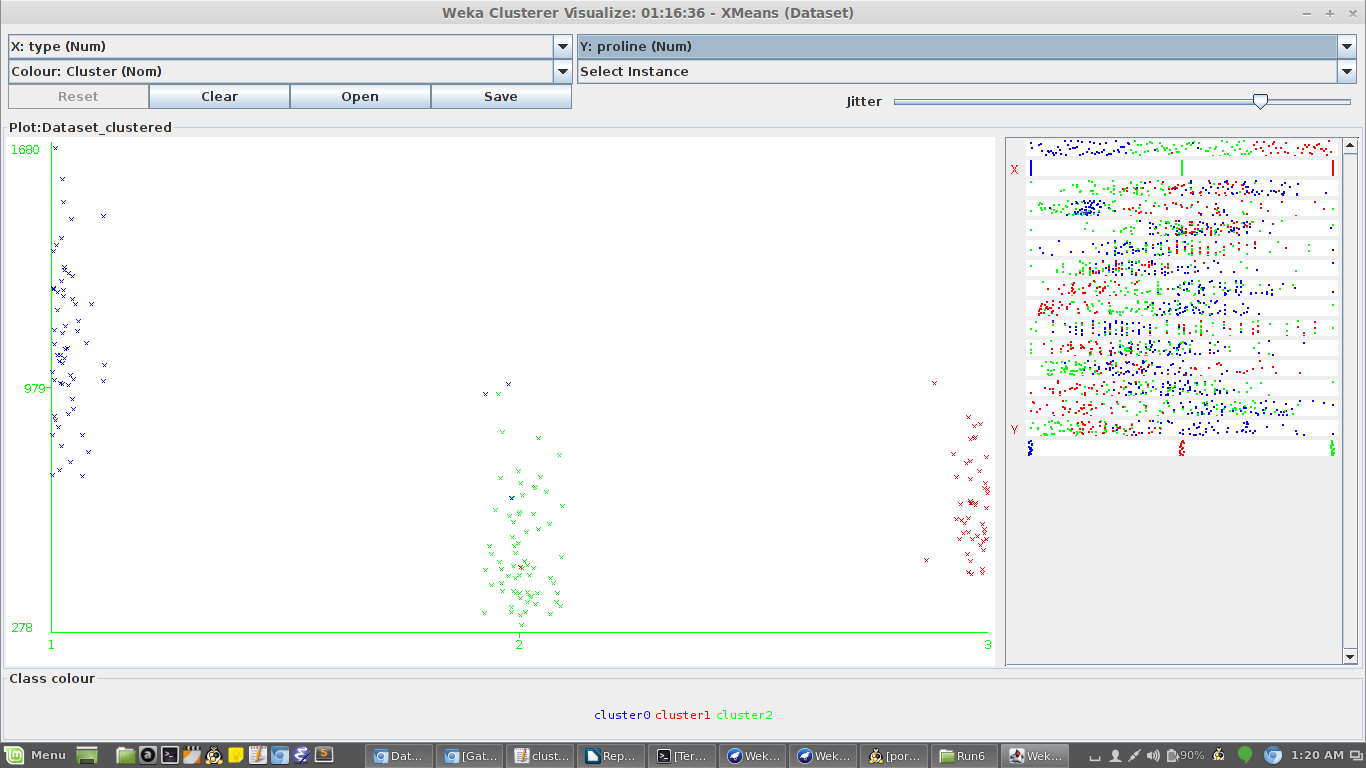 Weka Clusterer Visualize: 01:16:36 - XMeans (Dataset)
X: type (Num) Y: proline (Num)
Colour: Cluster (Nom) Select Instance
Reset Clear Open Save Jitter
Plot:Dataset_clustered
1680
979
278
1 2 3
X
Y
Class colour
cluster0 cluster1 cluster2
Menu Dat... [Gat... clust... Rep... [Ter... Wek... Wek... [por... Run6 Wek... 90% 1:20 AM